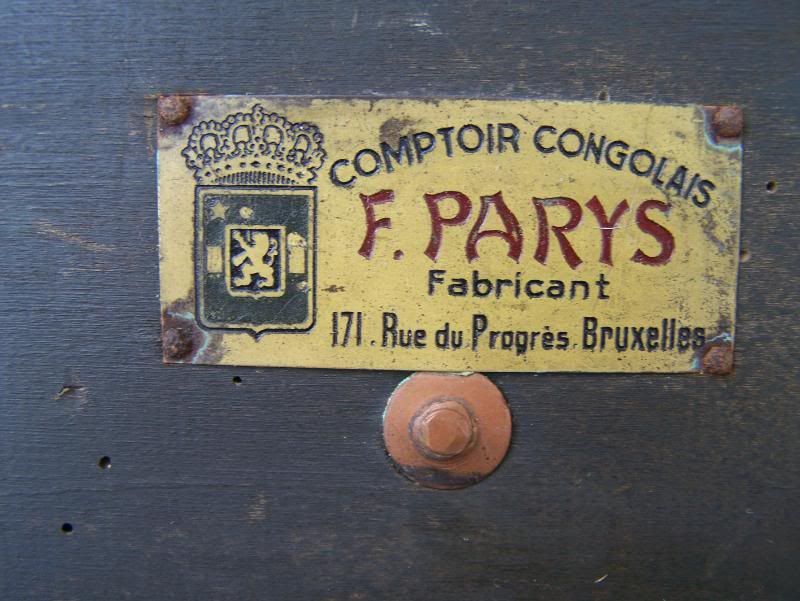 COMPTOIR CONGOLAIS
F. PARYS
Fabricant
171. Rue du Progrès. Bruxelles